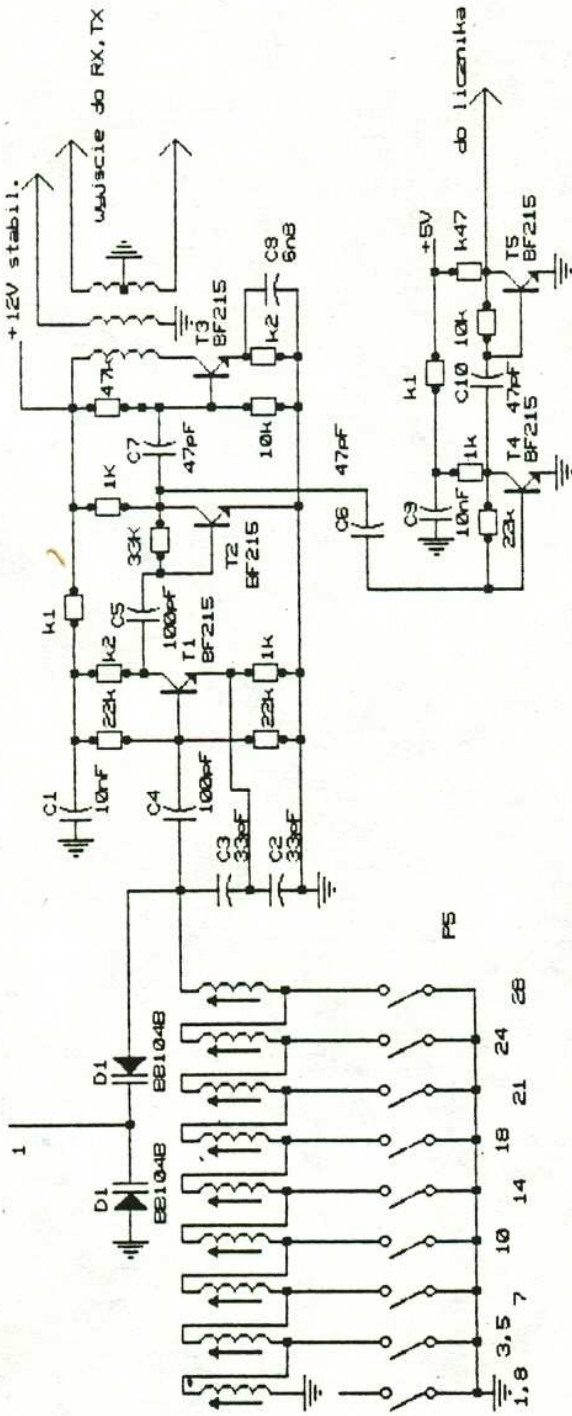 +12V stabil.
wyjscie do RX,TX
k1
1K
47k
C1
10nF
22k
k2
C5
100pF
33K
C7
47pF
T3
BF215
C8
6n8
k2
T1
BF215
T2
BF215
10k
1k
22k
C4
100pF
C3
33pF
C2
33pF
47pF
C6
1
D1
BB104B
D1
BB104B
+5V
do licznika
k1
k47
C9
10nF
1k
10k
C10
47pF
T5
BF215
T4
BF215
22k
PS
1,8
3,5
7
10
14
18
21
24
28